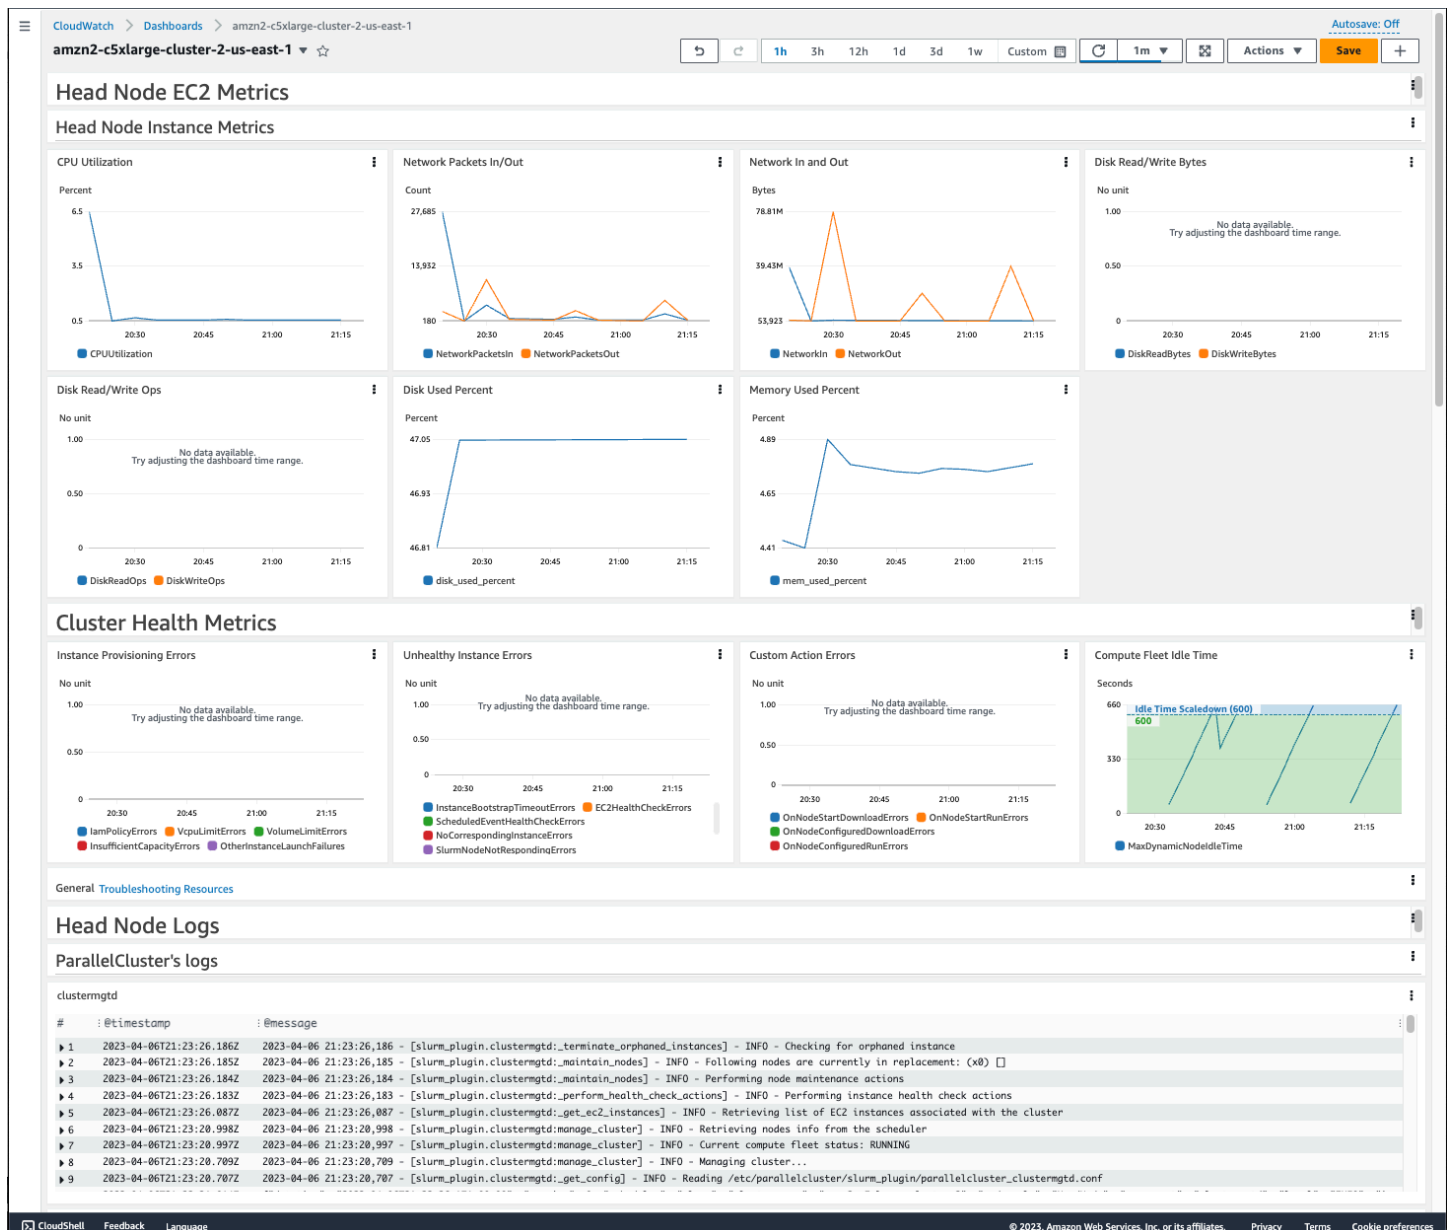 CloudWatch > Dashboards > amzn2-c5xlarge-cluster-2-us-east-1
Autosave: Off
amzn2-c5xlarge-cluster-2-us-east-1
1h 3h 12h 1d 3d 1w Custom 1m Actions Save
Head Node EC2 Metrics
Head Node Instance Metrics
CPU Utilization
Percent
6.5
3.5
0.5
20:30 20:45 21:00 21:15
CPUUtilization
Network Packets In/Out
Count
27,685
13,932
180
20:30 20:45 21:00 21:15
NetworkPacketsIn NetworkPacketsOut
Network In and Out
Bytes
78.81M
39.43M
53,923
20:30 20:45 21:00 21:15
NetworkIn NetworkOut
Disk Read/Write Bytes
No unit
1.00
No data available.
Try adjusting the dashboard time range.
0.50
0
20:30 20:45 21:00 21:15
DiskReadBytes DiskWriteBytes
Disk Read/Write Ops
No unit
1.00
No data available.
Try adjusting the dashboard time range.
0.50
0
20:30 20:45 21:00 21:15
DiskReadOps DiskWriteOps
Disk Used Percent
Percent
47.05
46.93
46.81
20:30 20:45 21:00 21:15
disk_used_percent
Memory Used Percent
Percent
4.89
4.65
4.41
20:30 20:45 21:00 21:15
mem_used_percent
Cluster Health Metrics
Instance Provisioning Errors
No unit
1.00
No data available.
Try adjusting the dashboard time range.
0.50
0
20:30 20:45 21:00 21:15
IamPolicyErrors VcpuLimitErrors VolumeLimitErrors
InsufficientCapacityErrors OtherInstanceLaunchFailures
Unhealthy Instance Errors
No unit
1.00
No data available.
Try adjusting the dashboard time range.
0.50
0
20:30 20:45 21:00 21:15
InstanceBootstrapTimeoutErrors EC2HealthCheckErrors
ScheduledEventHealthCheckErrors
NoCorrespondingInstanceErrors
SlurmNodeNotRespondingErrors
Custom Action Errors
No unit
1.00
No data available.
Try adjusting the dashboard time range.
0.50
0
20:30 20:45 21:00 21:15
OnNodeStartDownloadErrors OnNodeStartRunErrors
OnNodeConfiguredDownloadErrors
OnNodeConfiguredRunErrors
Compute Fleet Idle Time
Seconds
660
Idle Time Scaledown (600)
600
330
0
20:30 20:45 21:00 21:15
MaxDynamicNodeIdleTime
General Troubleshooting Resources
Head Node Logs
ParallelCluster's logs
clustermgtd
# @timestamp @message
1 2023-04-06T21:23:26.186Z 2023-04-06 21:23:26,186 - [slurm_plugin.clustermgtd:_terminate_orphaned_instances] - INFO - Checking for orphaned instance
2 2023-04-06T21:23:26.185Z 2023-04-06 21:23:26,185 - [slurm_plugin.clustermgtd:_maintain_nodes] - INFO - Following nodes are currently in replacement: (x0) []
3 2023-04-06T21:23:26.184Z 2023-04-06 21:23:26,184 - [slurm_plugin.clustermgtd:_maintain_nodes] - INFO - Performing node maintenance actions
4 2023-04-06T21:23:26.183Z 2023-04-06 21:23:26,183 - [slurm_plugin.clustermgtd:_perform_health_check_actions] - INFO - Performing instance health check actions
5 2023-04-06T21:23:26.087Z 2023-04-06 21:23:26,087 - [slurm_plugin.clustermgtd:_get_ec2_instances] - INFO - Retrieving list of EC2 instances associated with the cluster
6 2023-04-06T21:23:20.998Z 2023-04-06 21:23:20,998 - [slurm_plugin.clustermgtd:manage_cluster] - INFO - Retrieving nodes info from the scheduler
7 2023-04-06T21:23:20.997Z 2023-04-06 21:23:20,997 - [slurm_plugin.clustermgtd:manage_cluster] - INFO - Current compute fleet status: RUNNING
8 2023-04-06T21:23:20.709Z 2023-04-06 21:23:20,709 - [slurm_plugin.clustermgtd:manage_cluster] - INFO - Managing cluster...
9 2023-04-06T21:23:20.707Z 2023-04-06 21:23:20,707 - [slurm_plugin.clustermgtd:_get_config] - INFO - Reading /etc/parallelcluster/slurm_plugin/parallelcluster_clustermgtd.conf
CloudShell Feedback Language © 2023, Amazon Web Services, Inc. or its affiliates. Privacy Terms Cookie preferences